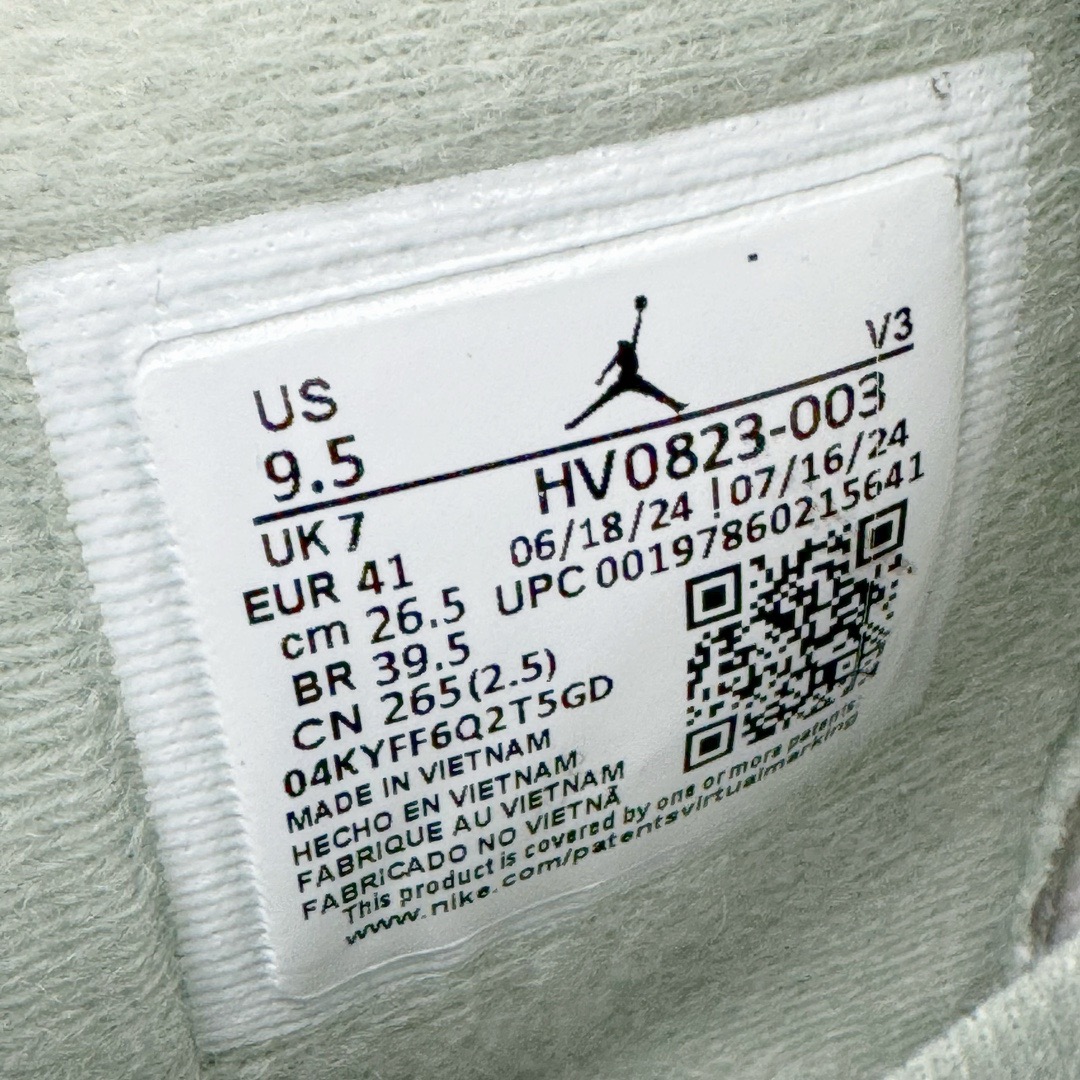 US
9.5
V3
HV0823-003
06/18/24 ! 07/16/24
UPC 00197860215641
UK 7
EUR 41
cm 26.5
BR 39.5
CN 265(2.5)
04KYFF6Q2T5GD
MADE IN VIETNAM
HECHO EN VIETNAM
FABRIQUE AU VIETNAM
FABRICADO NO VIETNÃ
This product is covered by one or more patents
www.nike.com/patentsvirtualmarking